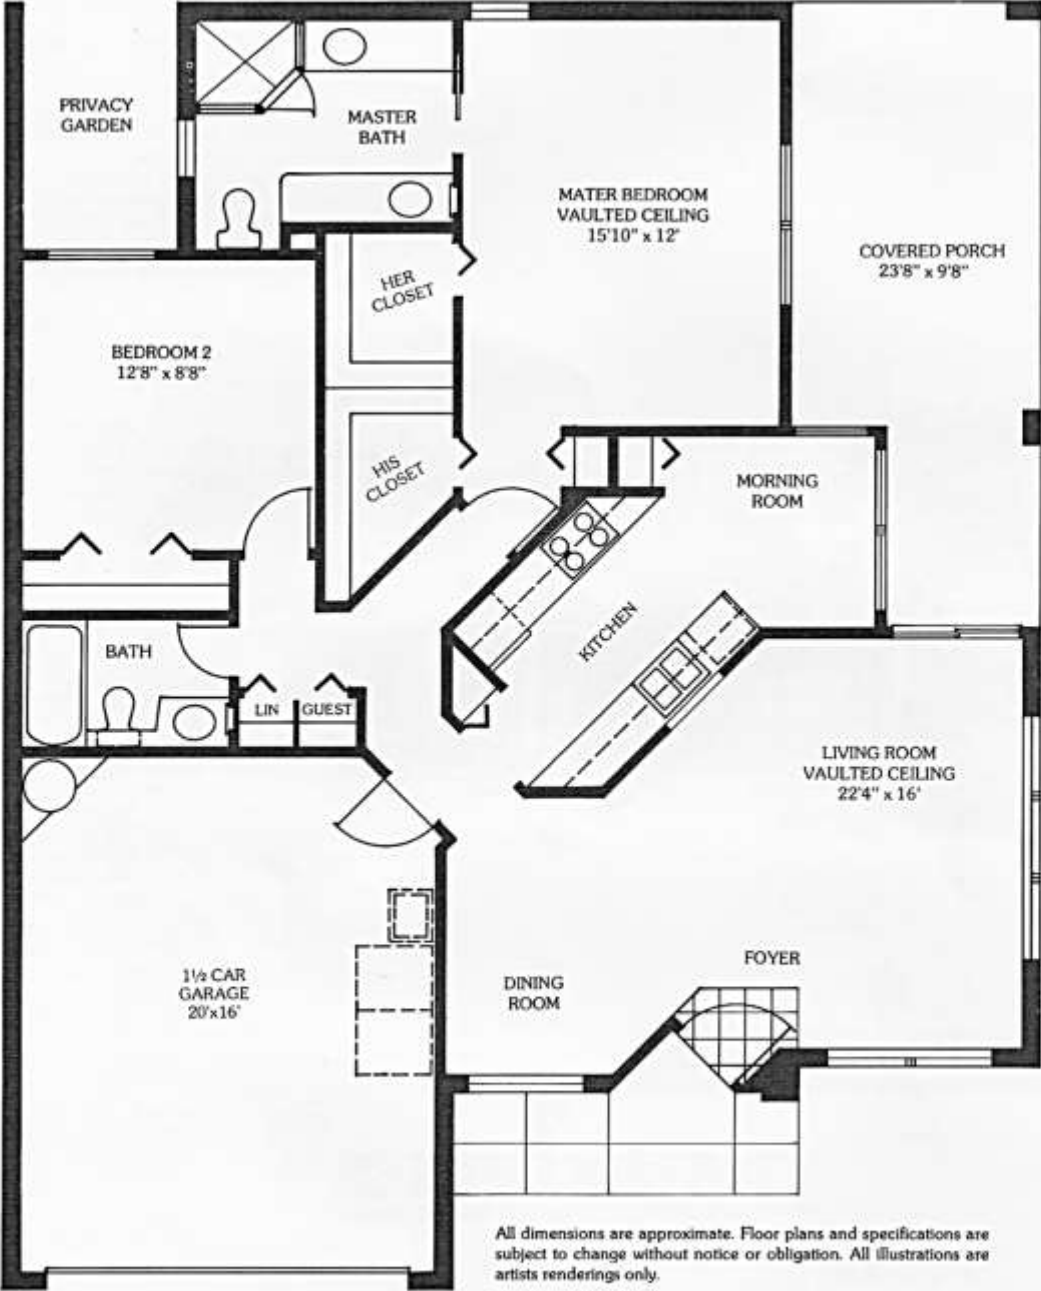 PRIVACY
GARDEN
MASTER
BATH
MATER BEDROOM
VAULTED CEILING
15'10" x 12'
COVERED PORCH
23'8" x 9'8"
HER
CLOSET
BEDROOM 2
12'8" x 8'8"
HIS
CLOSET
MORNING
ROOM
KITCHEN
BATH
LIN
GUEST
LIVING ROOM
VAULTED CEILING
22'4" x 16'
FOYER
DINING
ROOM
1½ CAR
GARAGE
20'x16'
All dimensions are approximate. Floor plans and specifications are
subject to change without notice or obligation. All illustrations are
artists renderings only.